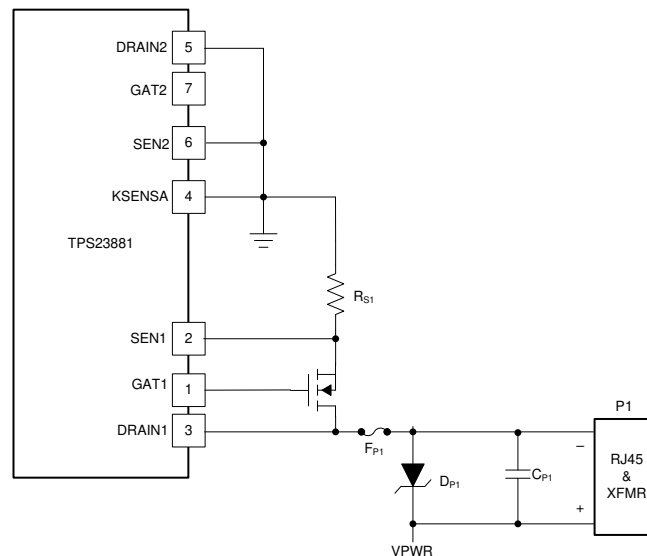 DRAIN2
5
GAT2
7
SEN2
6
KSENSA
4
TPS23881
RS1
SEN1
2
GAT1
1
DRAIN1
3
FP1
P1
–
RJ45
&
XFMR
+
DP1
CP1
VPWR